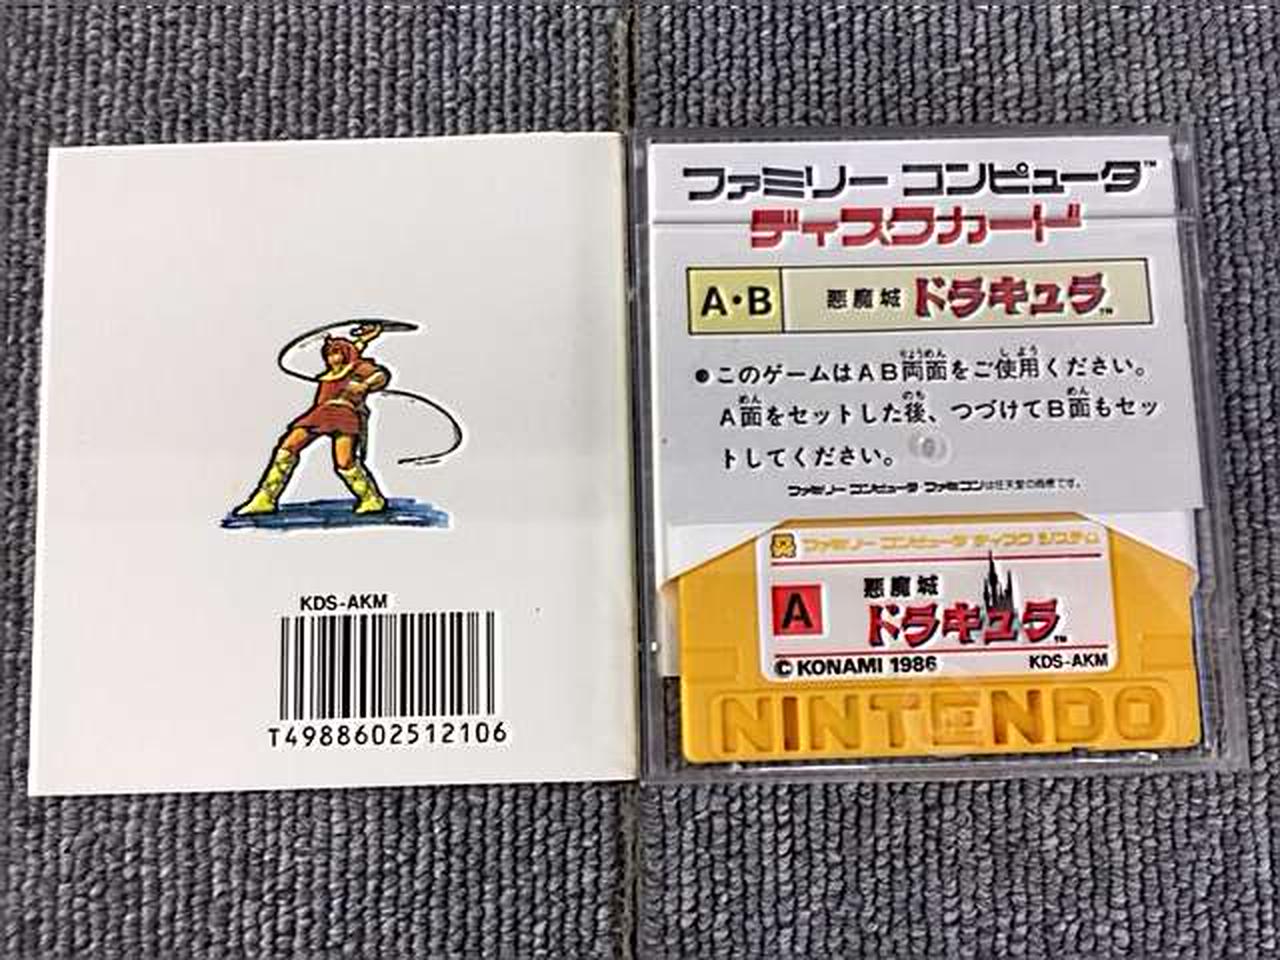 KDS-AKM
T4988602512106
ファミリー コンピュータ™
ディスクカード
A・B 悪魔城 ドラキュラ™
●このゲームはAB両面をご使用ください。
A面をセットした後、つづけてB面もセッ
トしてください。
ファミリー コンピュータ ファミコンは任天堂の商標です。
ファミリー コンピュータ ディスク システム
A
悪魔城
ドラキュラ™
© KONAMI 1986 KDS-AKM
NINTENDO